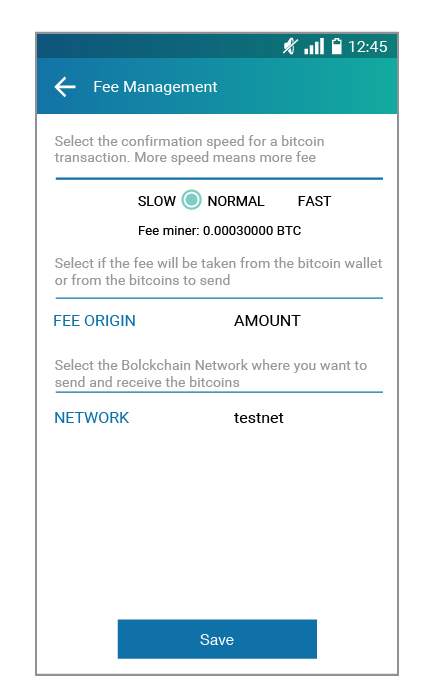 12:45
Fee Management
Select the confirmation speed for a bitcoin
transaction. More speed means more fee
SLOW NORMAL FAST
Fee miner: 0.00030000 BTC
Select if the fee will be taken from the bitcoin wallet
or from the bitcoins to send
FEE ORIGIN AMOUNT
Select the Bolckchain Network where you want to
send and receive the bitcoins
NETWORK testnet
Save